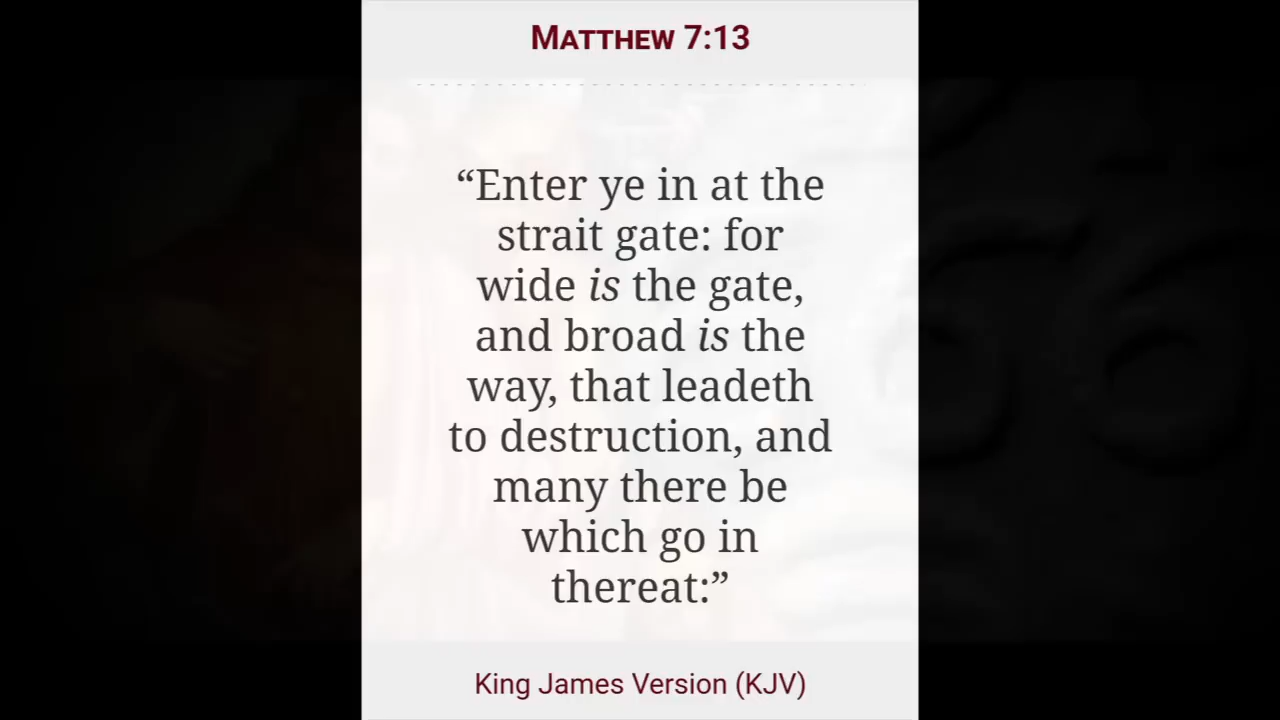 MATTHEW 7:13
“Enter ye in at the
strait gate: for
wide is the gate,
and broad is the
way, that leadeth
to destruction, and
many there be
which go in
thereat:”
King James Version (KJV)